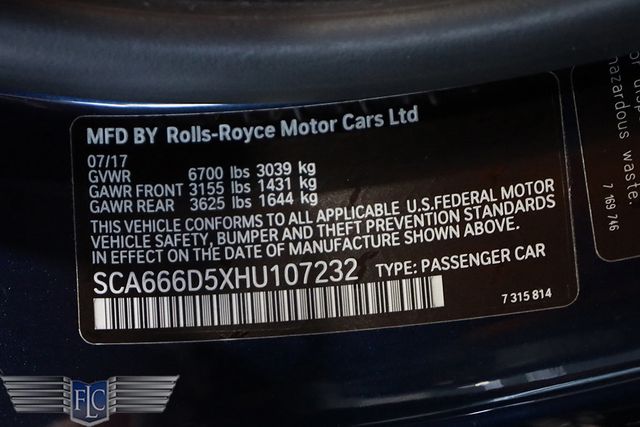 MFD BY Rolls-Royce Motor Cars Ltd
07/17
GVWR 6700 lbs 3039 kg
GAWR FRONT 3155 lbs 1431 kg
GAWR REAR 3625 lbs 1644 kg
THIS VEHICLE CONFORMS TO ALL APPLICABLE U.S.FEDERAL MOTOR
VEHICLE SAFETY, BUMPER AND THEFT PREVENTION STANDARDS
IN EFFECT ON THE DATE OF MANUFACTURE SHOWN ABOVE.
SCA666D5XHU107232 TYPE: PASSENGER CAR
7 315 814
hazardous waste.
7 169 746
FLC